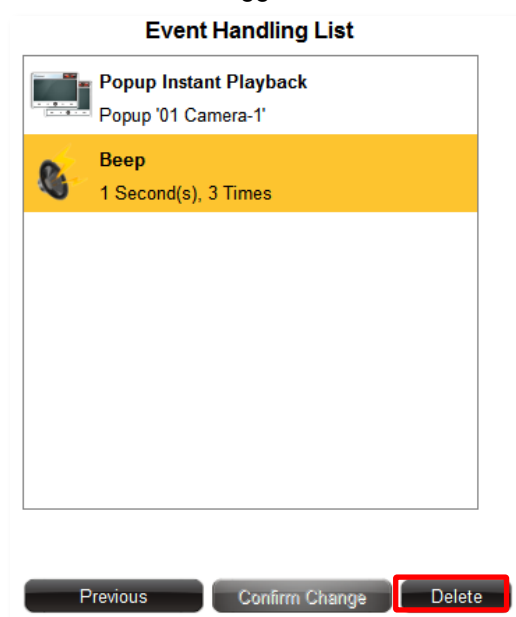 Event Handling List
Popup Instant Playback
Popup '01 Camera-1'
Beep
1 Second(s), 3 Times
Previous
Confirm Change
Delete